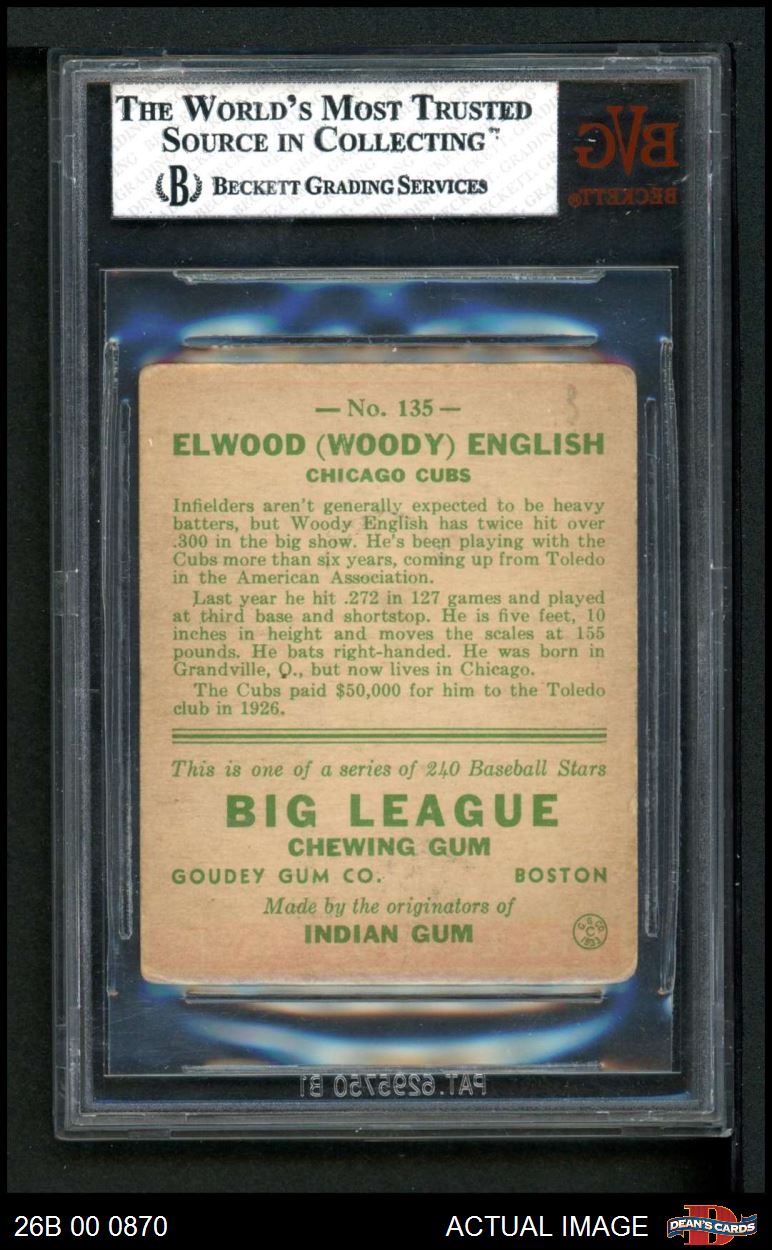 THE WORLD'S MOST TRUSTED
SOURCE IN COLLECTING™
B BECKETT GRADING SERVICES
BVG
BECKETT®
— No. 135 —
ELWOOD (WOODY) ENGLISH
CHICAGO CUBS
Infielders aren't generally expected to be heavy
batters, but Woody English has twice hit over
.300 in the big show. He's been playing with the
Cubs more than six years, coming up from Toledo
in the American Association.
Last year he hit .272 in 127 games and played
at third base and shortstop. He is five feet, 10
inches in height and moves the scales at 155
pounds. He bats right-handed. He was born in
Grandville, O., but now lives in Chicago.
The Cubs paid $50,000 for him to the Toledo
club in 1926.
This is one of a series of 240 Baseball Stars
BIG LEAGUE
CHEWING GUM
GOUDEY GUM CO. BOSTON
Made by the originators of
INDIAN GUM
G.G.CO.
C
1933
PAT.6295750 B1
26B 00 0870 ACTUAL IMAGE
DEAN'S CARDS